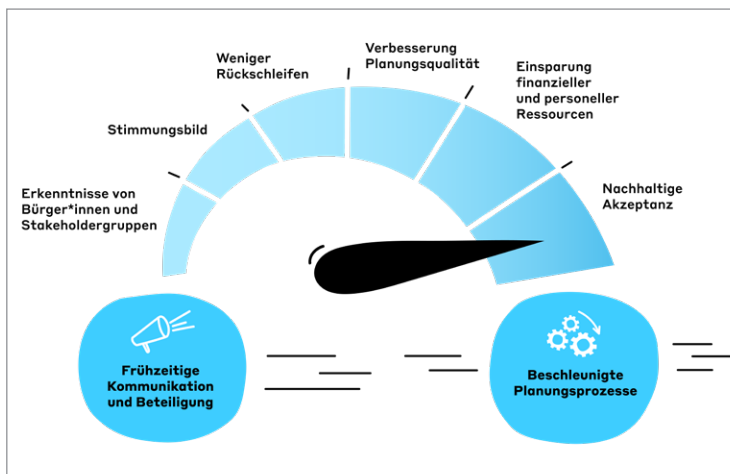 Erkenntnisse von
Bürger*innen und
Stakeholdergruppen
Stimmungsbild
Weniger
Rückschleifen
Verbesserung
Planungsqualität
Einsparung
finanzieller
und personeller
Ressourcen
Nachhaltige
Akzeptanz
Frühzeitige
Kommunikation
und Beteiligung
Beschleunigte
Planungsprozesse